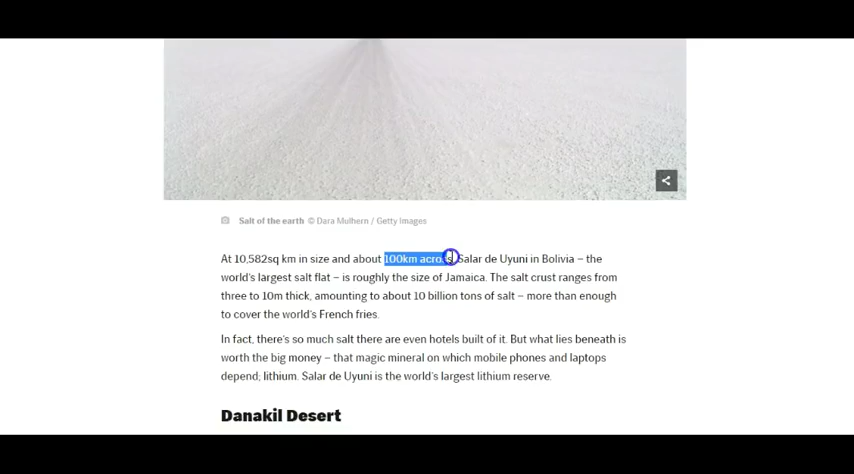 Salt of the earth © Dara Mulhern / Getty Images
At 10,582sq km in size and about 100km across, Salar de Uyuni in Bolivia – the
world's largest salt flat – is roughly the size of Jamaica. The salt crust ranges from
three to 10m thick, amounting to about 10 billion tons of salt – more than enough
to cover the world's French fries.
In fact, there's so much salt there are even hotels built of it. But what lies beneath is
worth the big money – that magic mineral on which mobile phones and laptops
depend; lithium. Salar de Uyuni is the world's largest lithium reserve.
Danakil Desert